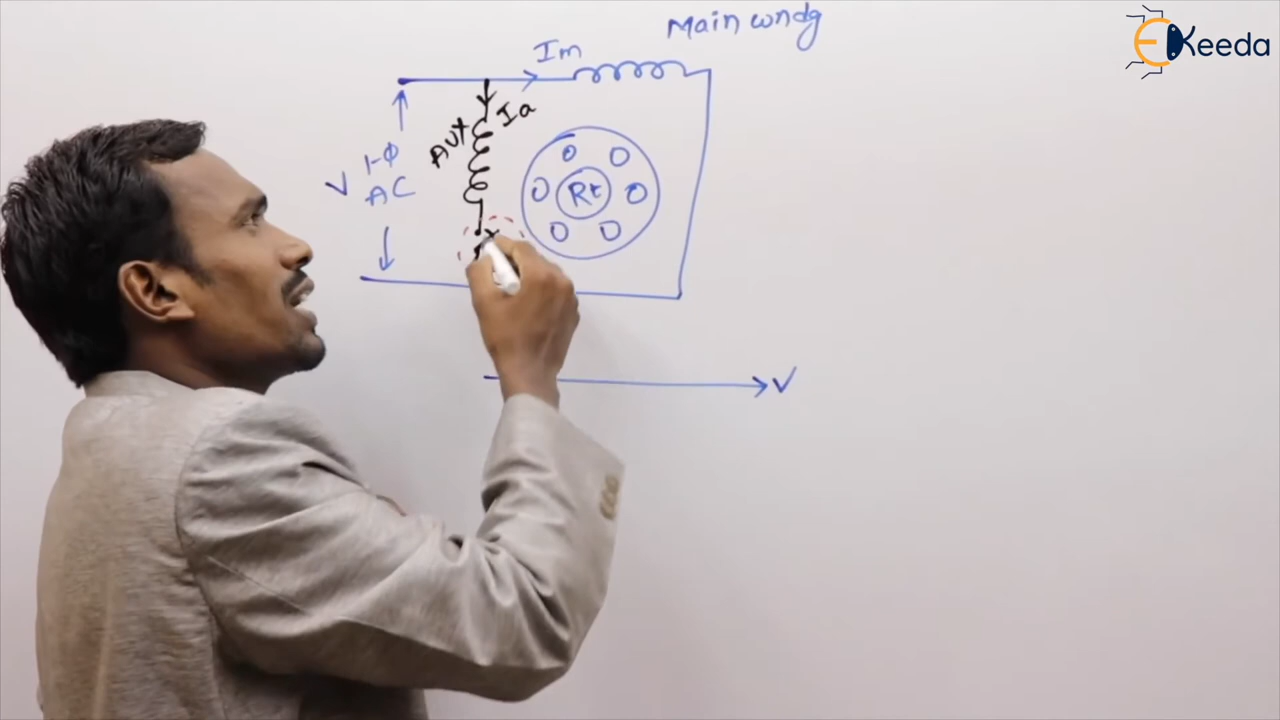 Main wndg
EKeeda
Im
Ia
Aux
V
1-Φ
AC
Rt
V